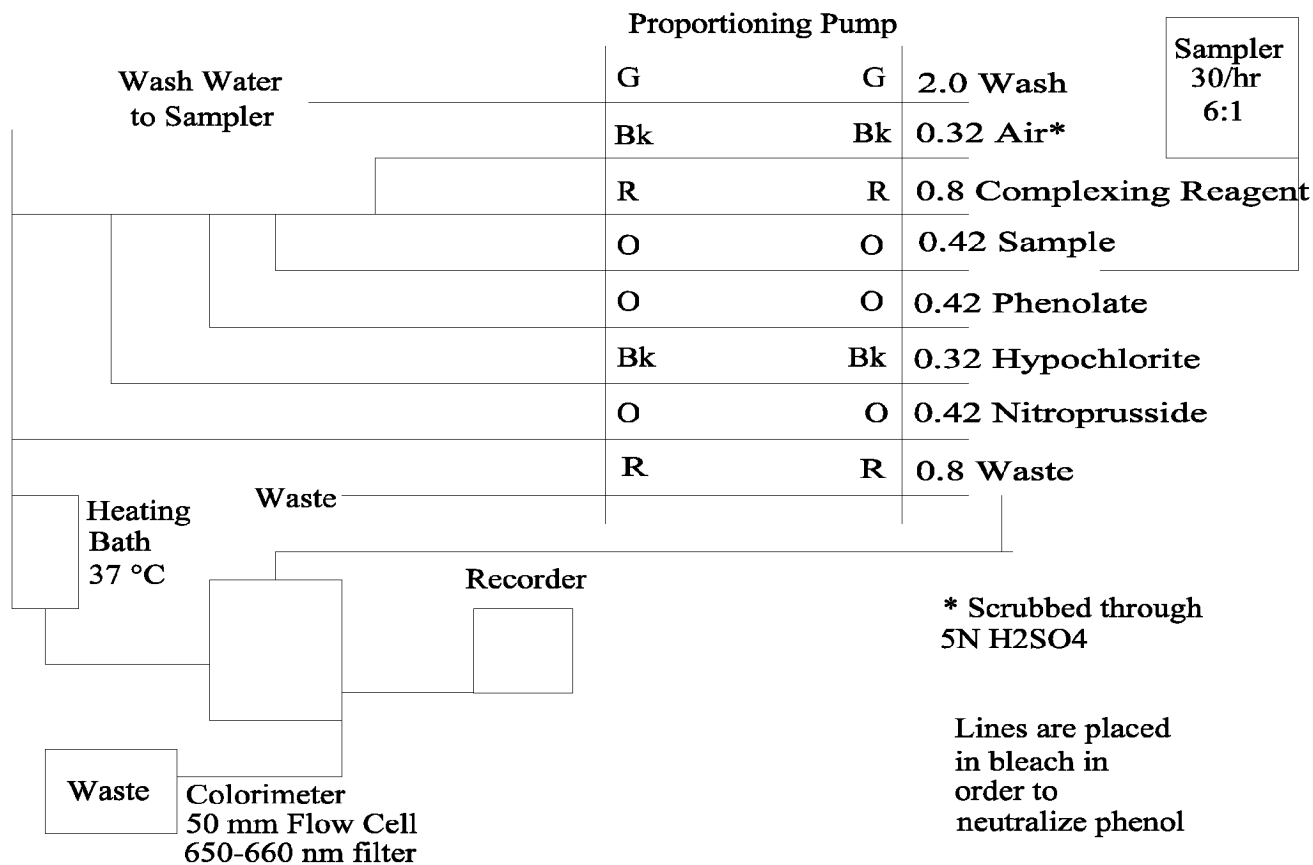 Proportioning Pump
Sampler
30/hr
6:1
Wash Water
to Sampler
G G 2.0 Wash
Bk Bk 0.32 Air*
R R 0.8 Complexing Reagent
O O 0.42 Sample
O O 0.42 Phenolate
Bk Bk 0.32 Hypochlorite
O O 0.42 Nitroprusside
R R 0.8 Waste
Waste
Heating
Bath
37 °C
Recorder
* Scrubbed through
5N H2SO4
Lines are placed
in bleach in
order to
neutralize phenol
Waste
Colorimeter
50 mm Flow Cell
650-660 nm filter